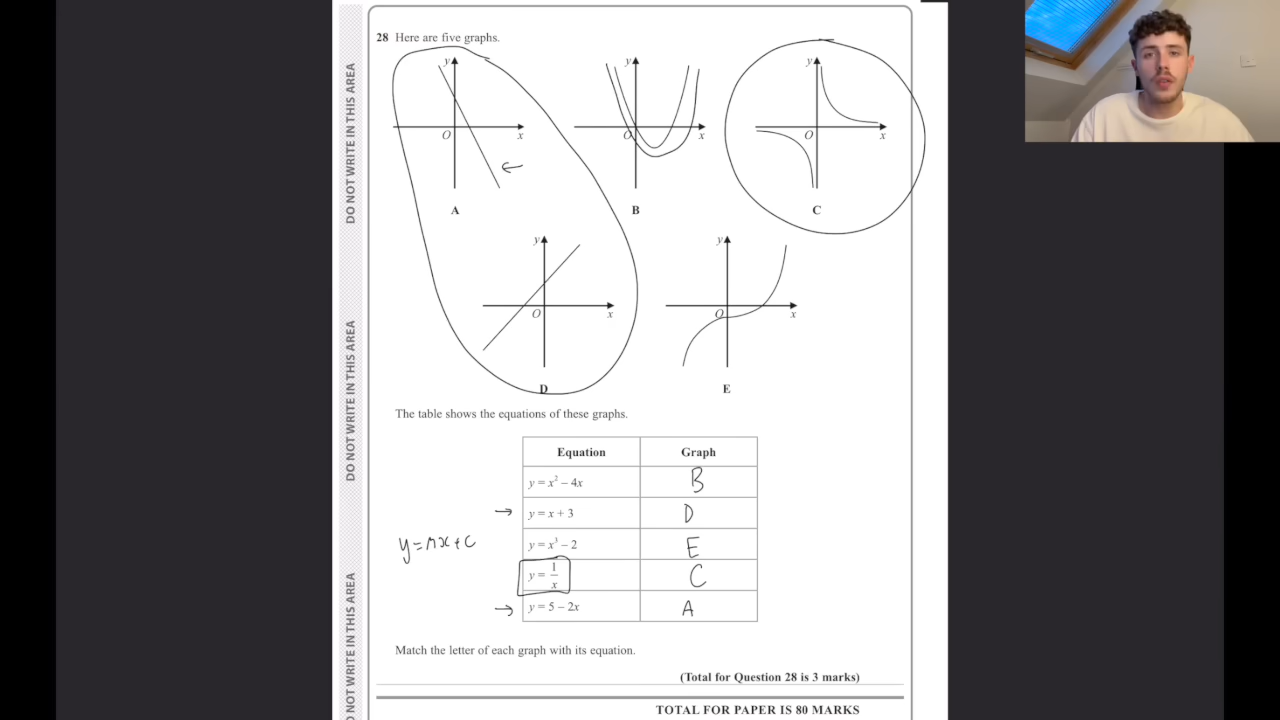 28 Here are five graphs.
y y y
O x O x O x
A B C
y y
O x O x
D E
The table shows the equations of these graphs.
Equation Graph
y = x² – 4x B
→ y = x + 3 D
y = x³ – 2 E
y=mx+c
y = 1/x C
→ y = 5 – 2x A
Match the letter of each graph with its equation.
(Total for Question 28 is 3 marks)
TOTAL FOR PAPER IS 80 MARKS
DO NOT WRITE IN THIS AREA
DO NOT WRITE IN THIS AREA
O NOT WRITE IN THIS AREA